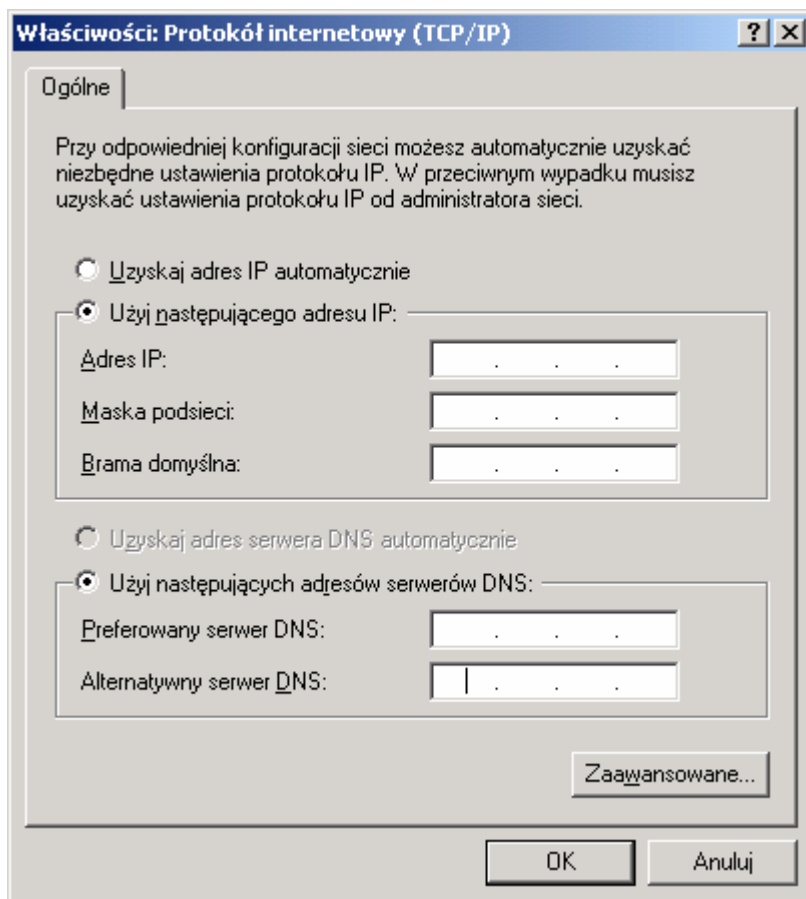 Właściwości: Protokół internetowy (TCP/IP)
Ogólne
Przy odpowiedniej konfiguracji sieci możesz automatycznie uzyskać
niezbędne ustawienia protokołu IP. W przeciwnym wypadku musisz
uzyskać ustawienia protokołu IP od administratora sieci.
Uzyskaj adres IP automatycznie
Użyj następującego adresu IP:
Adres IP:
Maska podsieci:
Brama domyślna:
Uzyskaj adres serwera DNS automatycznie
Użyj następujących adresów serwerów DNS:
Preferowany serwer DNS:
Alternatywny serwer DNS:
Zaawansowane...
OK Anuluj